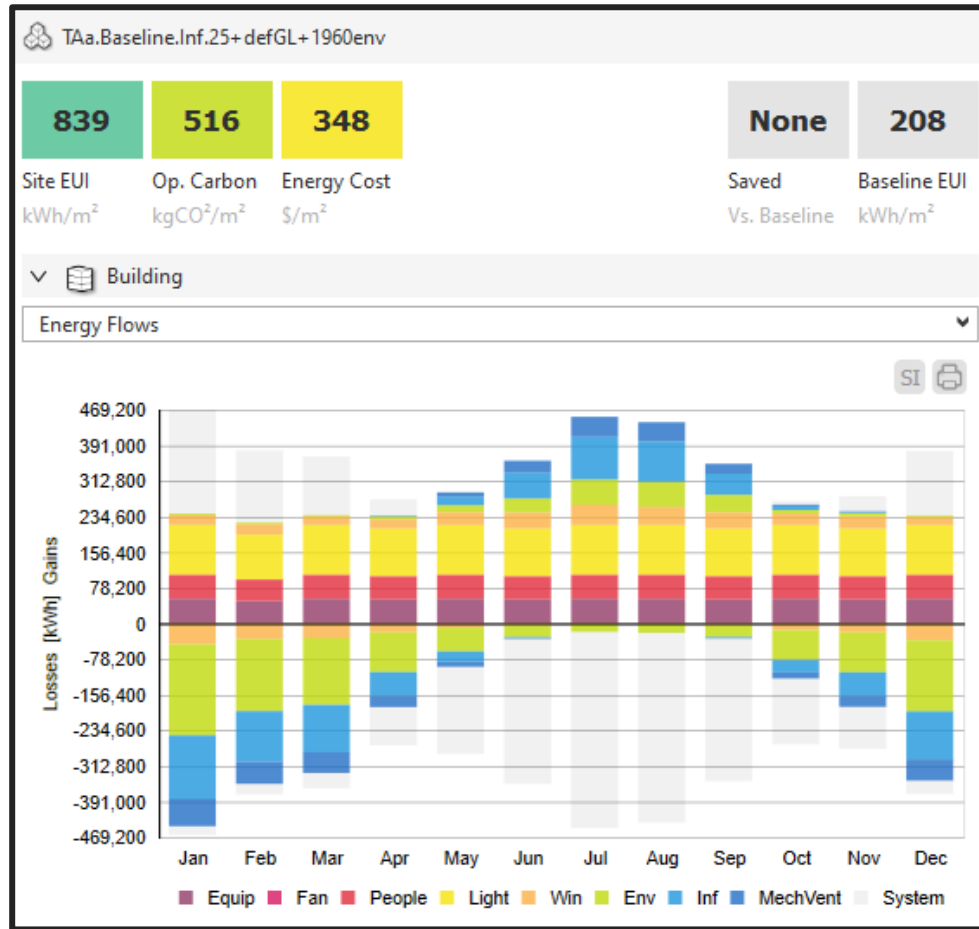 TAa.Baseline.Inf.25+defGL+1960env
839 516 348 None 208
Site EUI Op. Carbon Energy Cost Saved Baseline EUI
kWh/m² kgCO²/m² $/m² Vs. Baseline kWh/m²
Building
Energy Flows
SI
Losses [kWh] Gains
469,200
391,000
312,800
234,600
156,400
78,200
0
-78,200
-156,400
-234,600
-312,800
-391,000
-469,200
Jan Feb Mar Apr May Jun Jul Aug Sep Oct Nov Dec
Equip Fan People Light Win Env Inf MechVent System